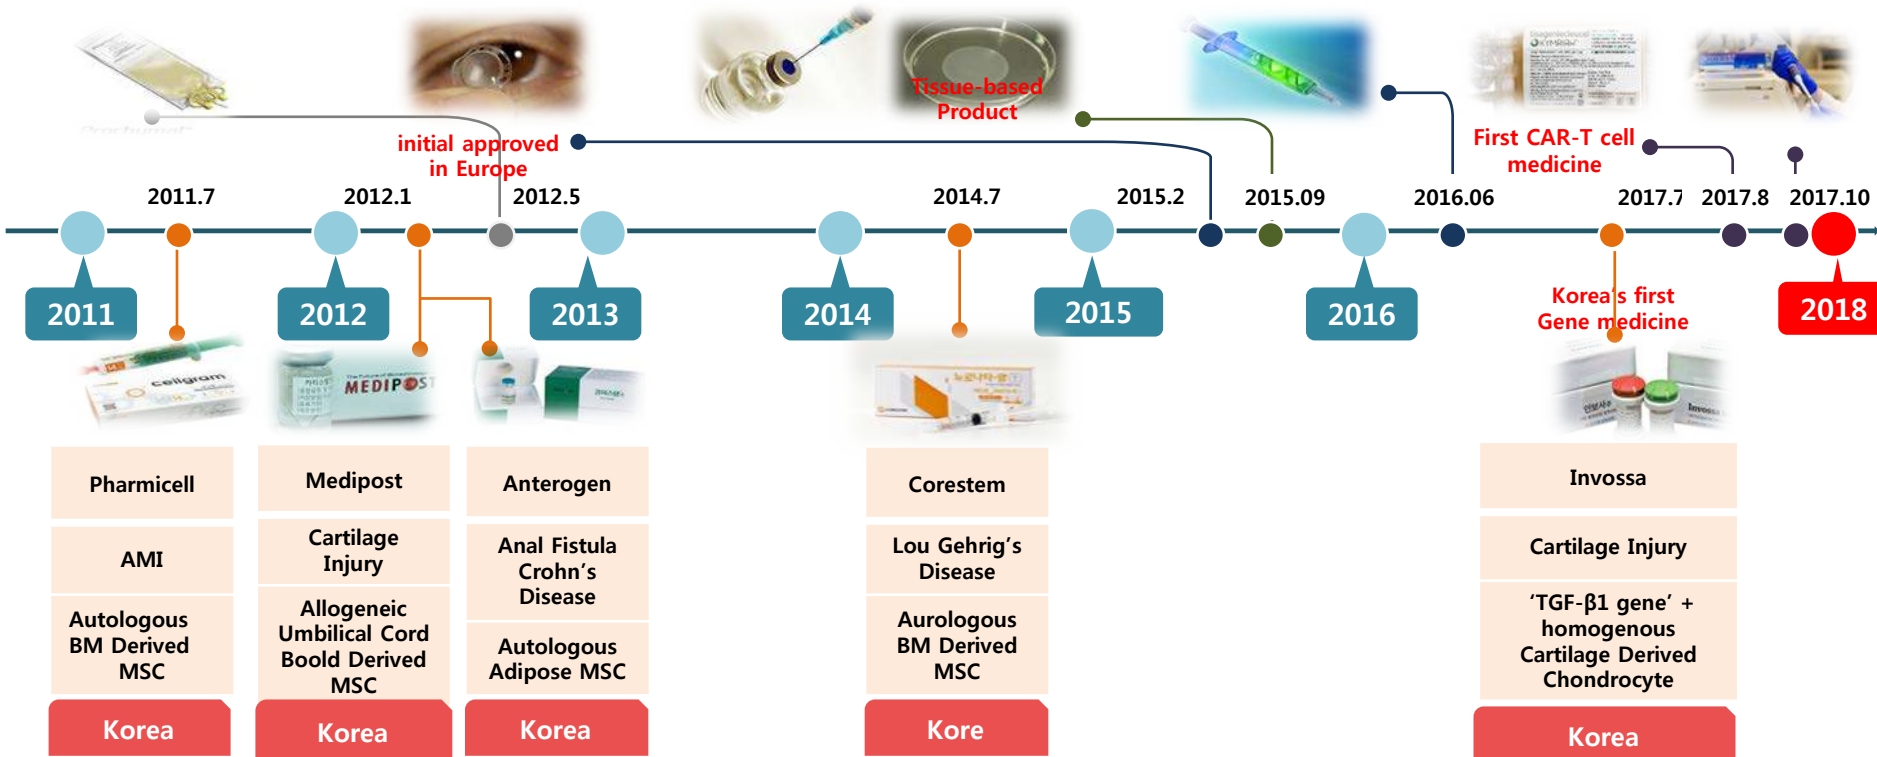 Prochymal
Tissue-based
Product
initial approved
in Europe
First CAR-T cell
medicine
2011.7
2012.1
2012.5
2014.7
2015.2
2015.09
2016.06
2017.7
2017.8
2017.10
2011
2012
2013
2014
2015
2016
2018
Korea's first
Gene medicine
cellgram
MEDIPOST
Invossa
Pharmicell
AMI
Autologous
BM Derived
MSC
Korea
Medipost
Cartilage
Injury
Allogeneic
Umbilical Cord
Boold Derived
MSC
Korea
Anterogen
Anal Fistula
Crohn’s
Disease
Autologous
Adipose MSC
Korea
Corestem
Lou Gehrig’s
Disease
Aurologous
BM Derived
MSC
Kore
Invossa
Cartilage Injury
‘TGF-β1 gene’ +
homogenous
Cartilage Derived
Chondrocyte
Korea